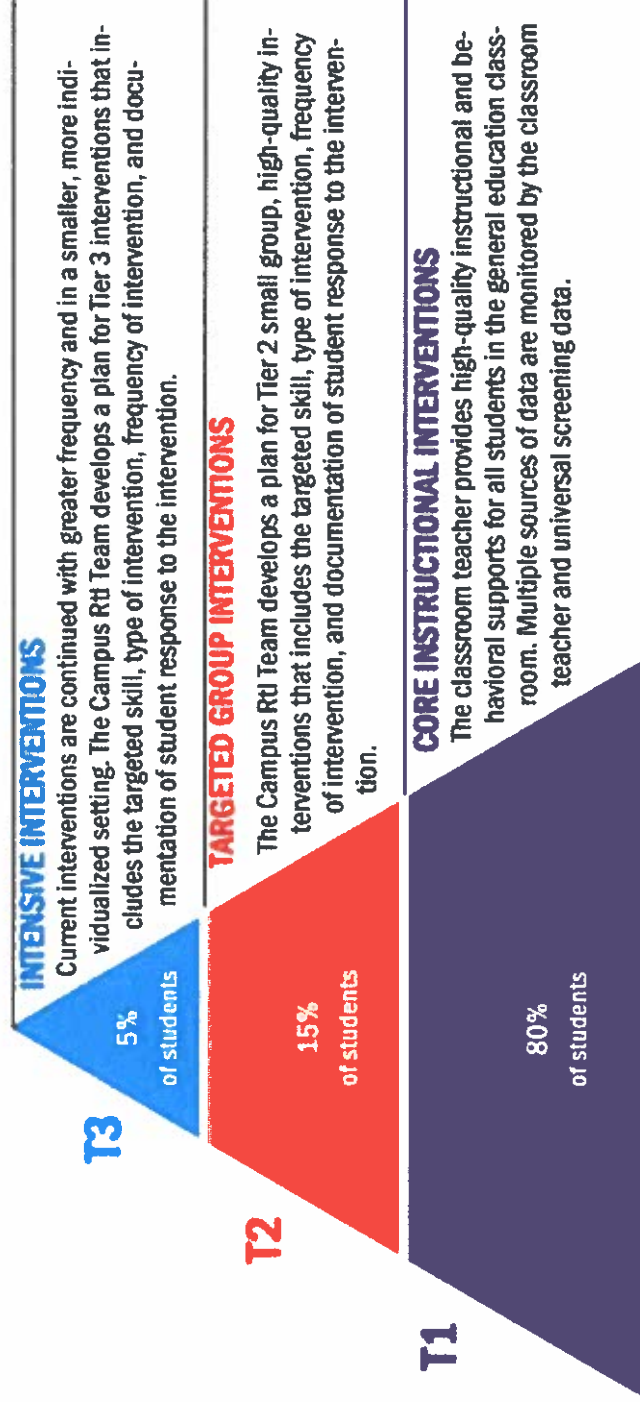 T3
5%
of students
INTENSIVE INTERVENTIONS
Current interventions are continued with greater frequency and in a smaller, more indi-
vidualized setting. The Campus RtI Team develops a plan for Tier 3 interventions that in-
cludes the targeted skill, type of intervention, frequency of intervention, and docu-
mentation of student response to the intervention.
T2
15%
of students
TARGETED GROUP INTERVENTIONS
The Campus RtI Team develops a plan for Tier 2 small group, high-quality in-
terventions that includes the targeted skill, type of intervention, frequency
of intervention, and documentation of student response to the interven-
tion.
T1
80%
of students
CORE INSTRUCTIONAL INTERVENTIONS
The classroom teacher provides high-quality instructional and be-
havioral supports for all students in the general education class-
room. Multiple sources of data are monitored by the classroom
teacher and universal screening data.